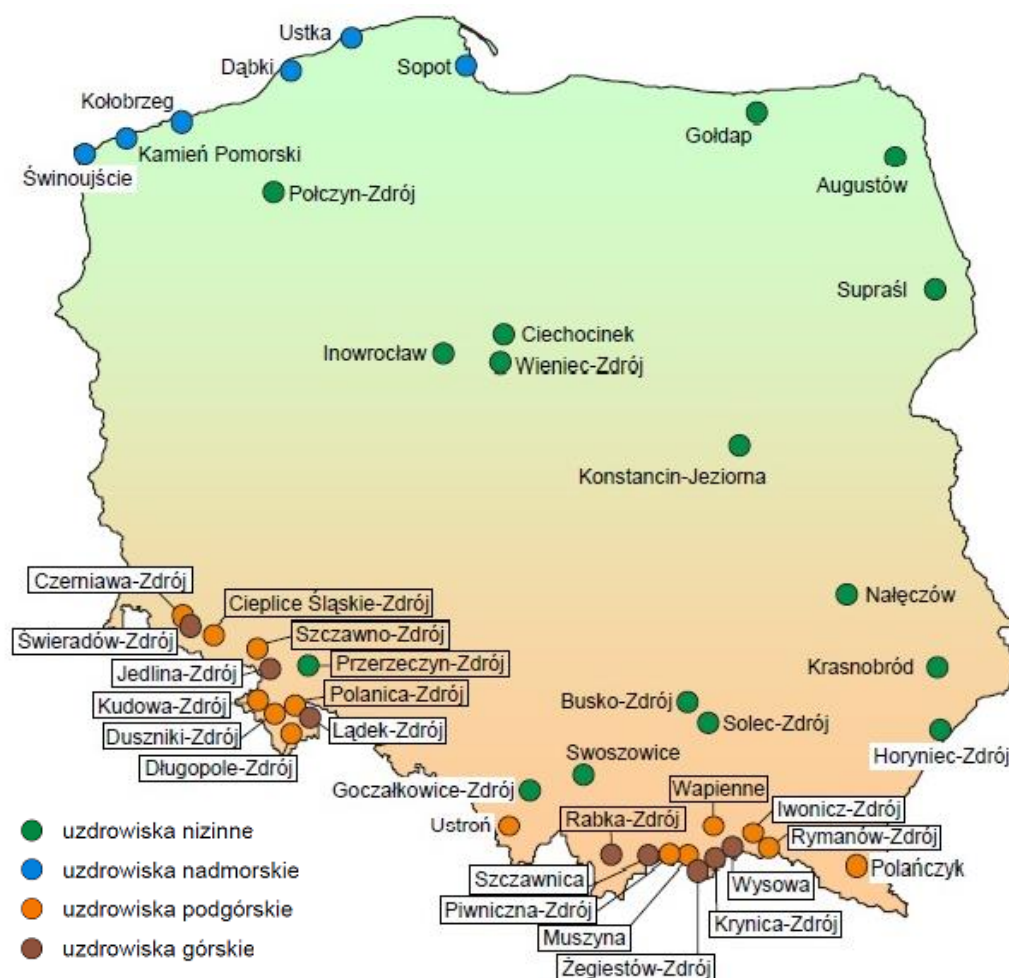 Ustka
Dąbki
Sopot
Kołobrzeg
Gołdap
Kamień Pomorski
Świnoujście
Augustów
Połczyn-Zdrój
Supraśl
Ciechocinek
Inowrocław
Wieniec-Zdrój
Konstancin-Jeziorna
Czerniawa-Zdrój
Cieplice Śląskie-Zdrój
Nałęczów
Świeradów-Zdrój
Szczawno-Zdrój
Jedlina-Zdrój
Przerzeczyn-Zdrój
Krasnobród
Kudowa-Zdrój
Polanica-Zdrój
Busko-Zdrój
Duszniki-Zdrój
Lądek-Zdrój
Solec-Zdrój
Długopole-Zdrój
Swoszowice
Horyniec-Zdrój
Goczałkowice-Zdrój
Wapienne
Iwonicz-Zdrój
Ustroń
Rabka-Zdrój
Rymanów-Zdrój
Polańczyk
Szczawnica
Wysowa
Piwniczna-Zdrój
Krynica-Zdrój
Muszyna
Żegiestów-Zdrój
uzdrowiska nizinne
uzdrowiska nadmorskie
uzdrowiska podgórskie
uzdrowiska górskie